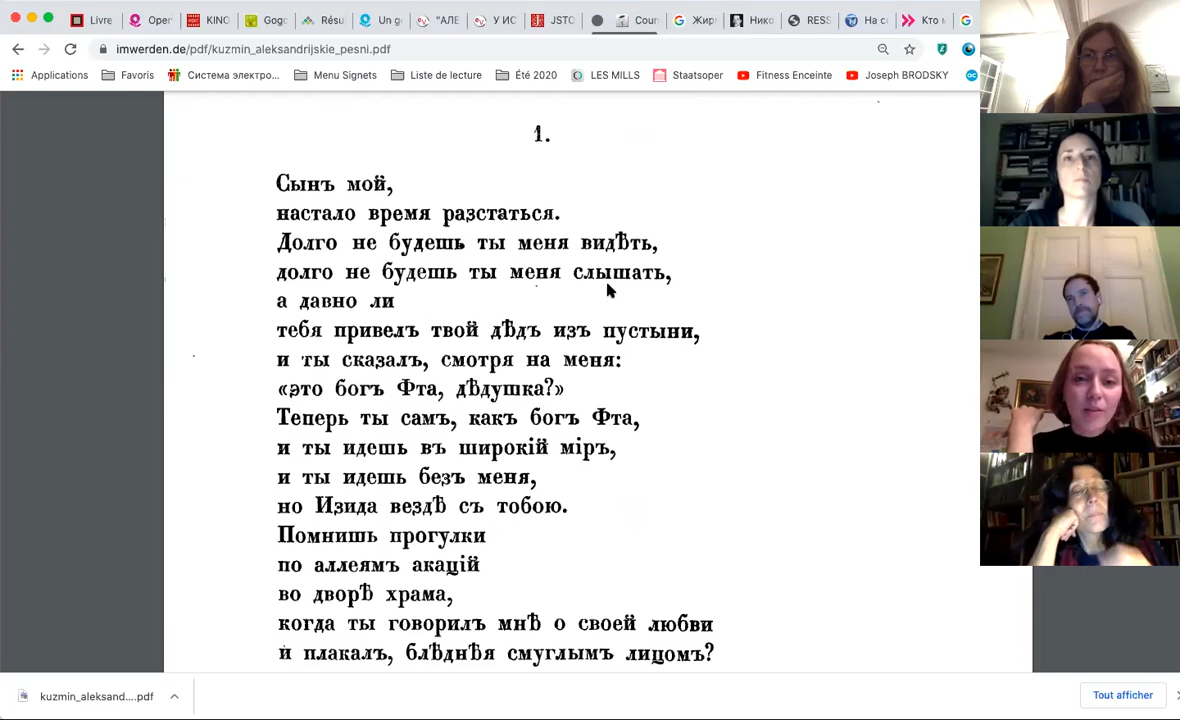 Livre
Oper
KINO
Gogo
Résu
Un g
"АЛЕ
У ИС
JSTO
Cour
Жир
Нико
RESS
На с
Кто м
imwerden.de/pdf/kuzmin_aleksandrijskie_pesni.pdf
Applications
Favoris
Система электро...
Menu Signets
Liste de lecture
Été 2020
LES MILLS
Staatsoper
Fitness Enceinte
Joseph BRODSKY
1.
Сынъ мой,
настало время разстаться.
Долго не будешь ты меня видѣть,
долго не будешь ты меня слышать,
а давно ли
тебя привелъ твой дѣдъ изъ пустыни,
и ты сказалъ, смотря на меня:
«это богъ Фта, дѣдушка?»
Теперь ты самъ, какъ богъ Фта,
и ты идешь въ широкій міръ,
и ты идешь безъ меня,
но Изида вездѣ съ тобою.
Помнишь прогулки
по аллеямъ акацій
во дворѣ храма,
когда ты говорилъ мнѣ о своей любви
и плакалъ, блѣднѣя смуглымъ лицомъ?
kuzmin_aleksand....pdf
Tout afficher